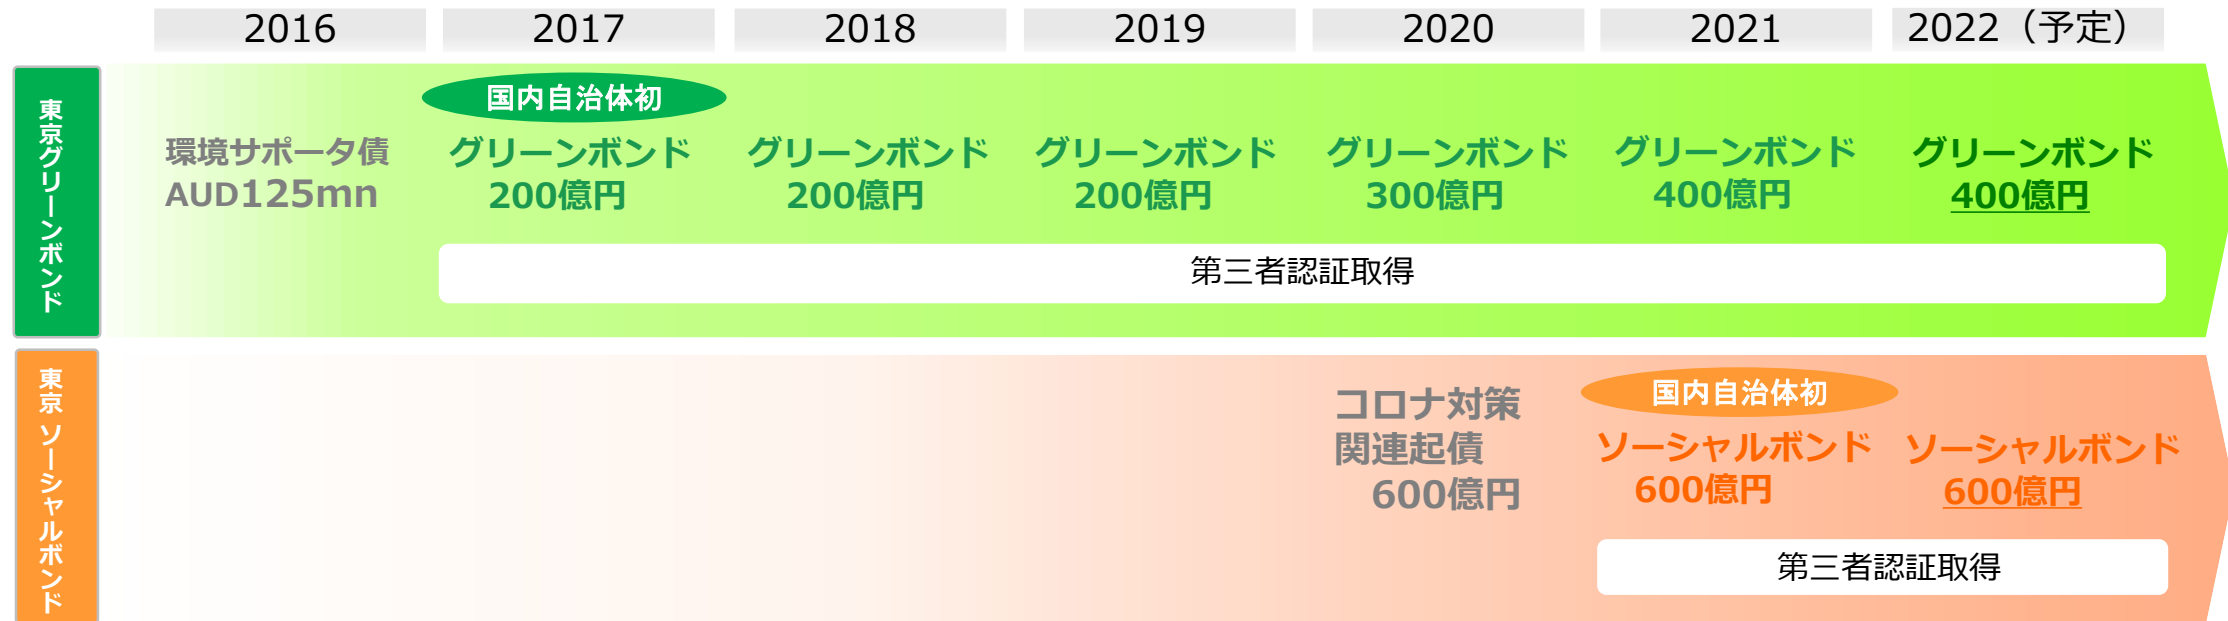 2016
2017
2018
2019
2020
2021
2022（予定）
東京グリーンボンド
国内自治体初
環境サポータ債
AUD125mn
グリーンボンド
200億円
グリーンボンド
200億円
グリーンボンド
200億円
グリーンボンド
300億円
グリーンボンド
400億円
グリーンボンド
400億円
第三者認証取得
東京 ソーシャルボンド
コロナ対策
関連起債
600億円
国内自治体初
ソーシャルボンド
600億円
ソーシャルボンド
600億円
第三者認証取得